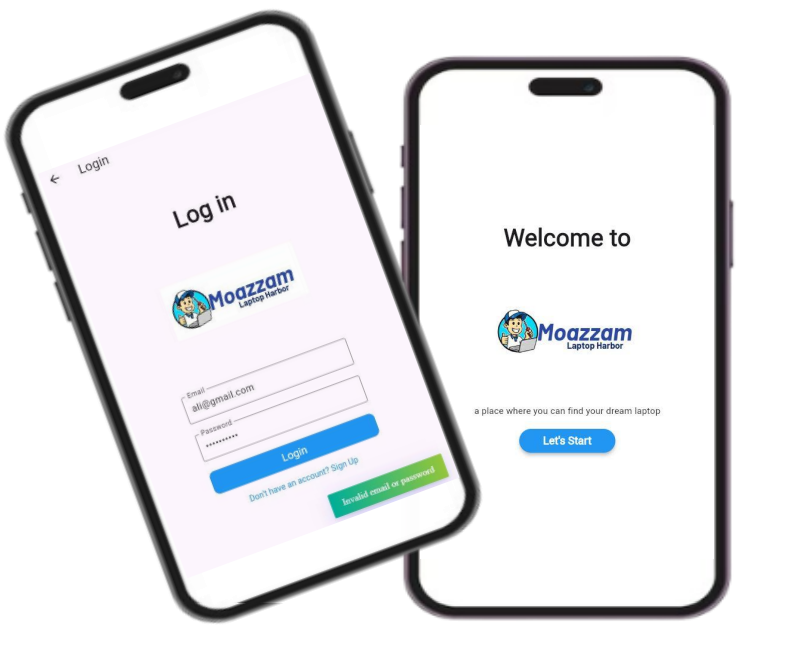 Login
Log in
Moazzam
Laptop Harbor
Email
ali@gmail.com
Password
••••••••••
Login
Don't have an account? Sign Up
Invalid email or password
Welcome to
Moazzam
Laptop Harbor
a place where you can find your dream laptop
Let's Start